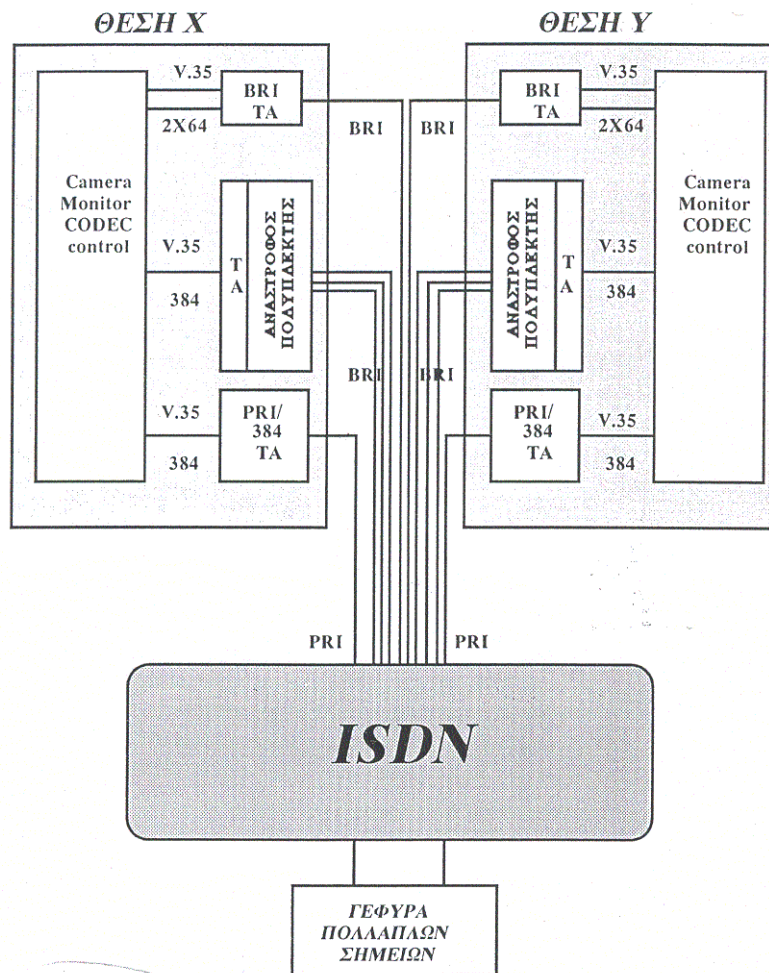 ΘΕΣΗ X
ΘΕΣΗ Y
Camera
Monitor
CODEC
control
V.35
2X64
BRI
TA
BRI
V.35
384
TA
ΑΝΑΣΤΡΟΦΟΣ
ΠΟΛΥΠΛΕΚΤΗΣ
BRI
V.35
384
PRI/
384
TA
PRI
BRI
BRI
TA
V.35
2X64
Camera
Monitor
CODEC
control
BRI
ΑΝΑΣΤΡΟΦΟΣ
ΠΟΛΥΠΛΕΚΤΗΣ
TA
V.35
384
PRI/
384
TA
V.35
384
PRI
ISDN
ΓΕΦΥΡΑ
ΠΟΛΛΑΠΛΩΝ
ΣΗΜΕΙΩΝ